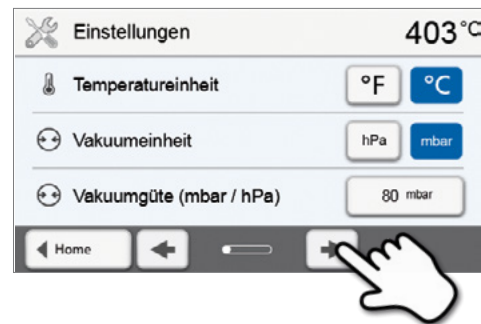 Einstellungen 403 °C
Temperatureinheit °F °C
Vakuumeinheit hPa mbar
Vakuumgüte (mbar / hPa) 80 mbar
Home